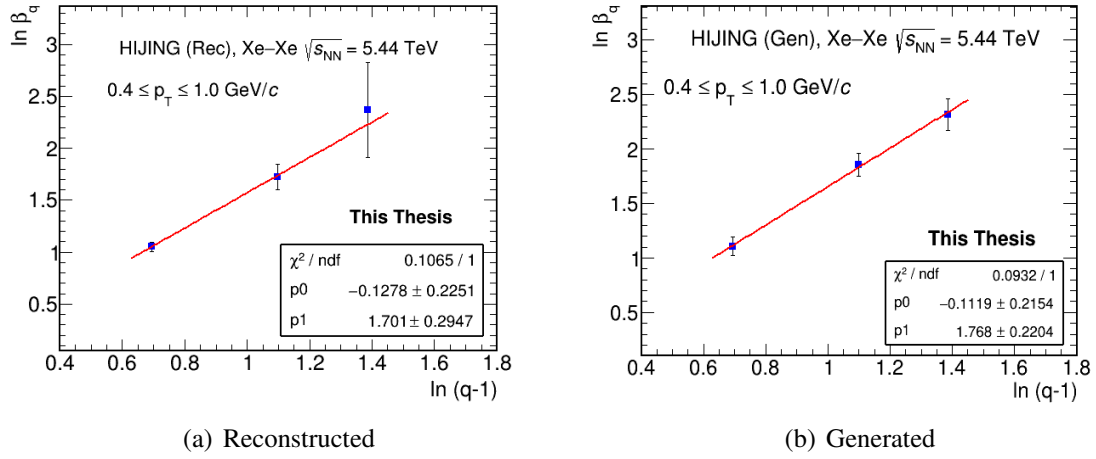 ln β_q
3
2.5
2
1.5
1
0.5
HIJING (Rec), Xe–Xe √s_NN = 5.44 TeV
0.4 ≤ p_T ≤ 1.0 GeV/c
This Thesis
χ² / ndf 0.1065 / 1
p0 −0.1278 ± 0.2251
p1 1.701 ± 0.2947
0.4 0.6 0.8 1 1.2 1.4 1.6 1.8
ln (q-1)
(a) Reconstructed
ln β_q
3
2.5
2
1.5
1
0.5
HIJING (Gen), Xe–Xe √s_NN = 5.44 TeV
0.4 ≤ p_T ≤ 1.0 GeV/c
This Thesis
χ² / ndf 0.0932 / 1
p0 −0.1119 ± 0.2154
p1 1.768 ± 0.2204
0.4 0.6 0.8 1 1.2 1.4 1.6 1.8
ln (q-1)
(b) Generated